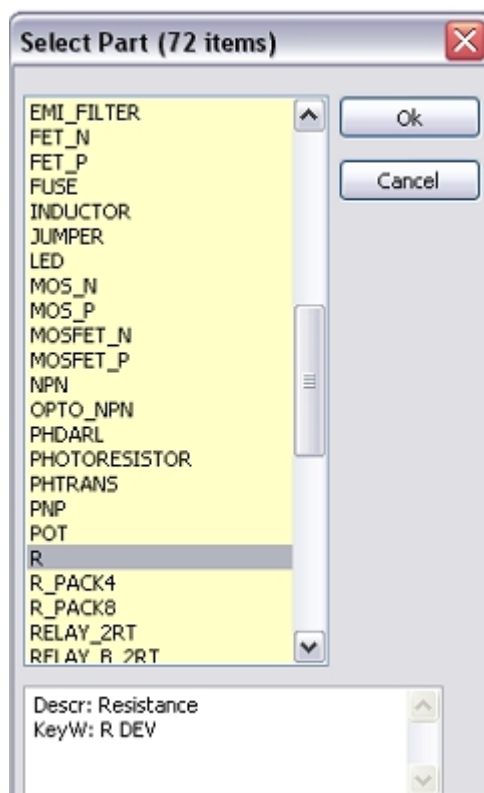 Select Part (72 items)
EMI_FILTER
FET_N
FET_P
FUSE
INDUCTOR
JUMPER
LED
MOS_N
MOS_P
MOSFET_N
MOSFET_P
NPN
OPTO_NPN
PHDARL
PHOTORESISTOR
PHTRANS
PNP
POT
R
R_PACK4
R_PACK8
RELAY_2RT
RELAY_B_2RT
Ok
Cancel
Descr: Resistance
KeyW: R DEV